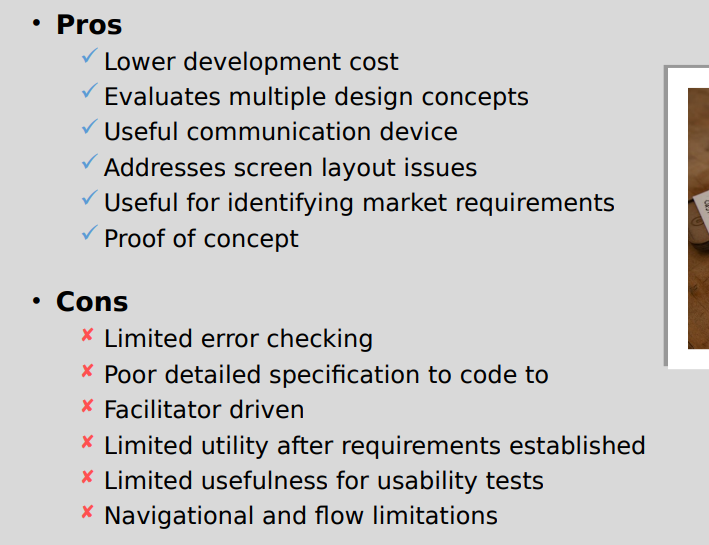 • Pros
✓ Lower development cost
✓ Evaluates multiple design concepts
✓ Useful communication device
✓ Addresses screen layout issues
✓ Useful for identifying market requirements
✓ Proof of concept
• Cons
✘ Limited error checking
✘ Poor detailed specification to code to
✘ Facilitator driven
✘ Limited utility after requirements established
✘ Limited usefulness for usability tests
✘ Navigational and flow limitations